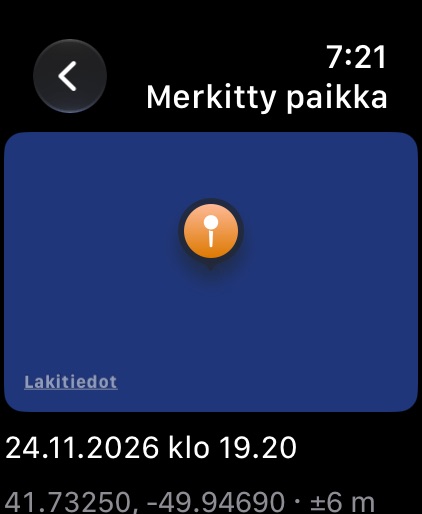 7:21
Merkitty paikka
Lakitiedot
24.11.2026 klo 19.20
41.73250, -49.94690 · ±6 m